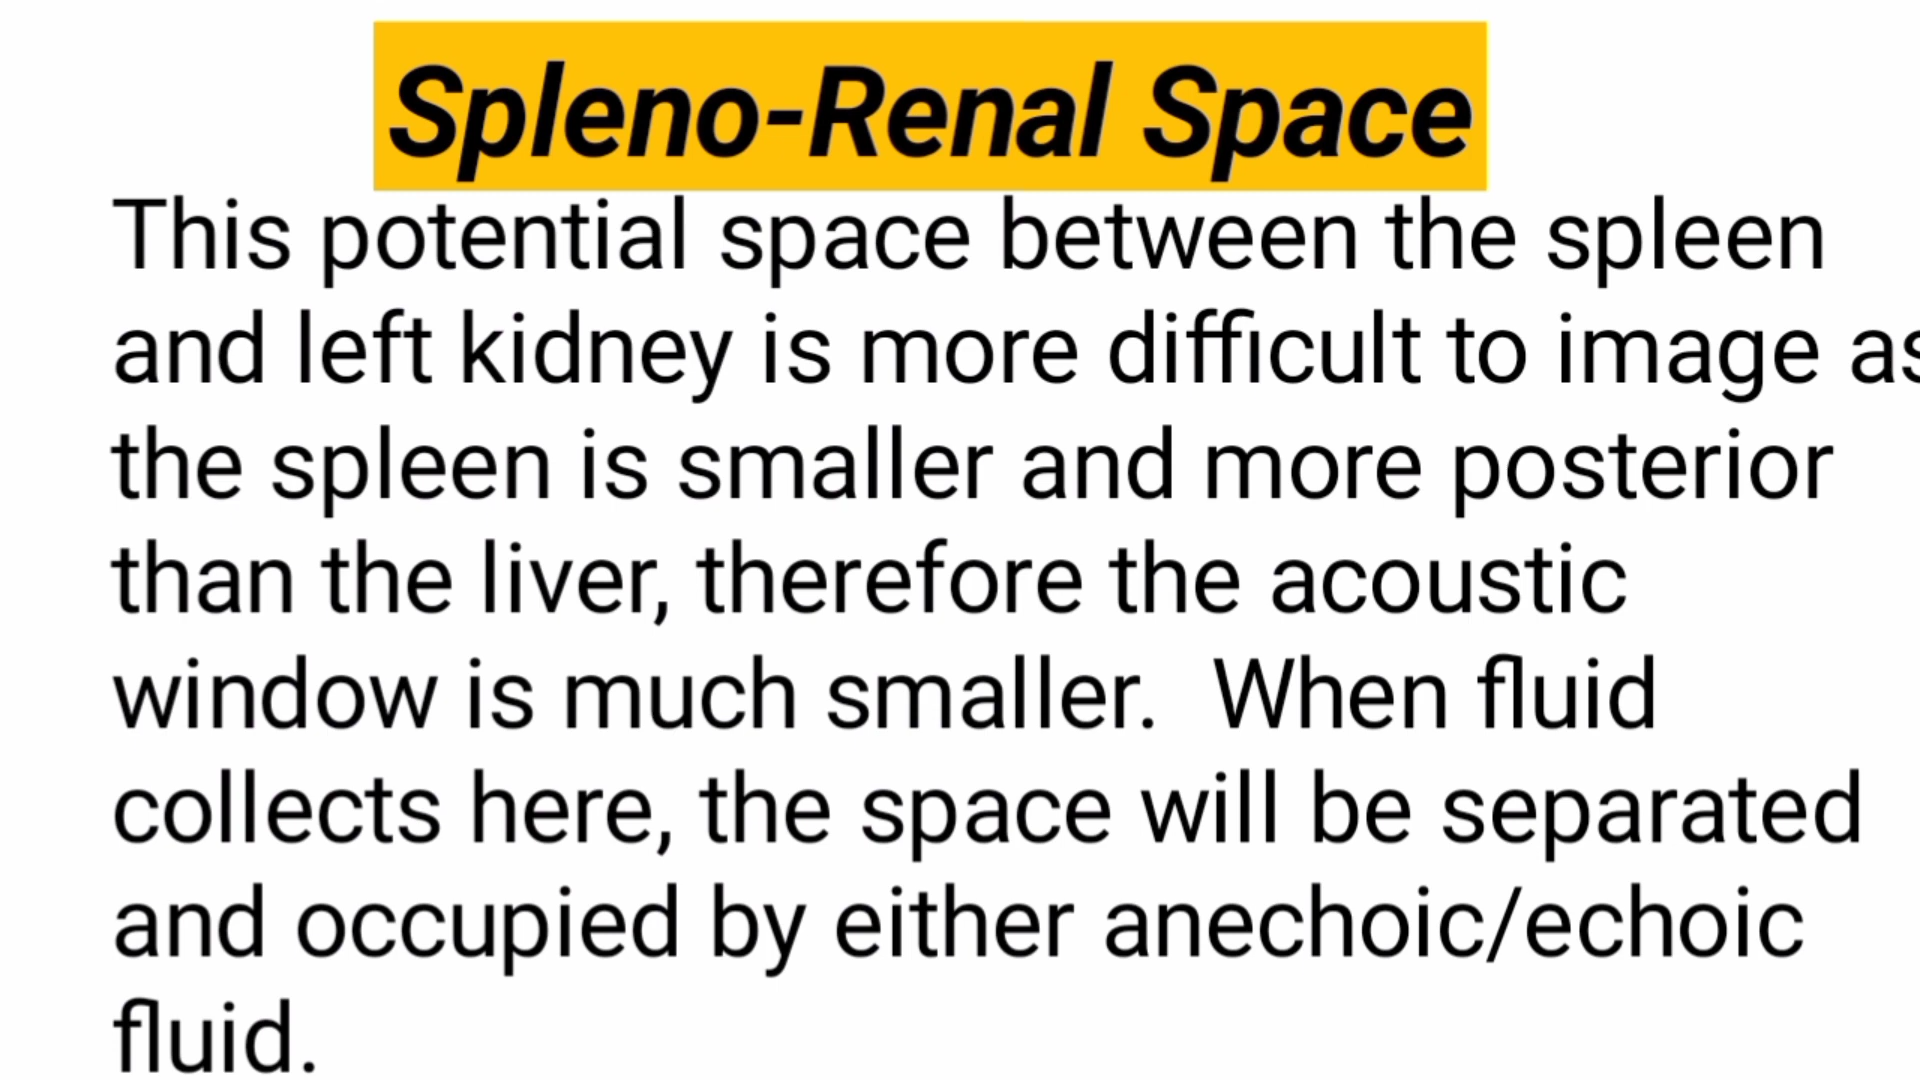 Spleno-Renal Space
This potential space between the spleen
and left kidney is more difficult to image as
the spleen is smaller and more posterior
than the liver, therefore the acoustic
window is much smaller.  When fluid
collects here, the space will be separated
and occupied by either anechoic/echoic
fluid.